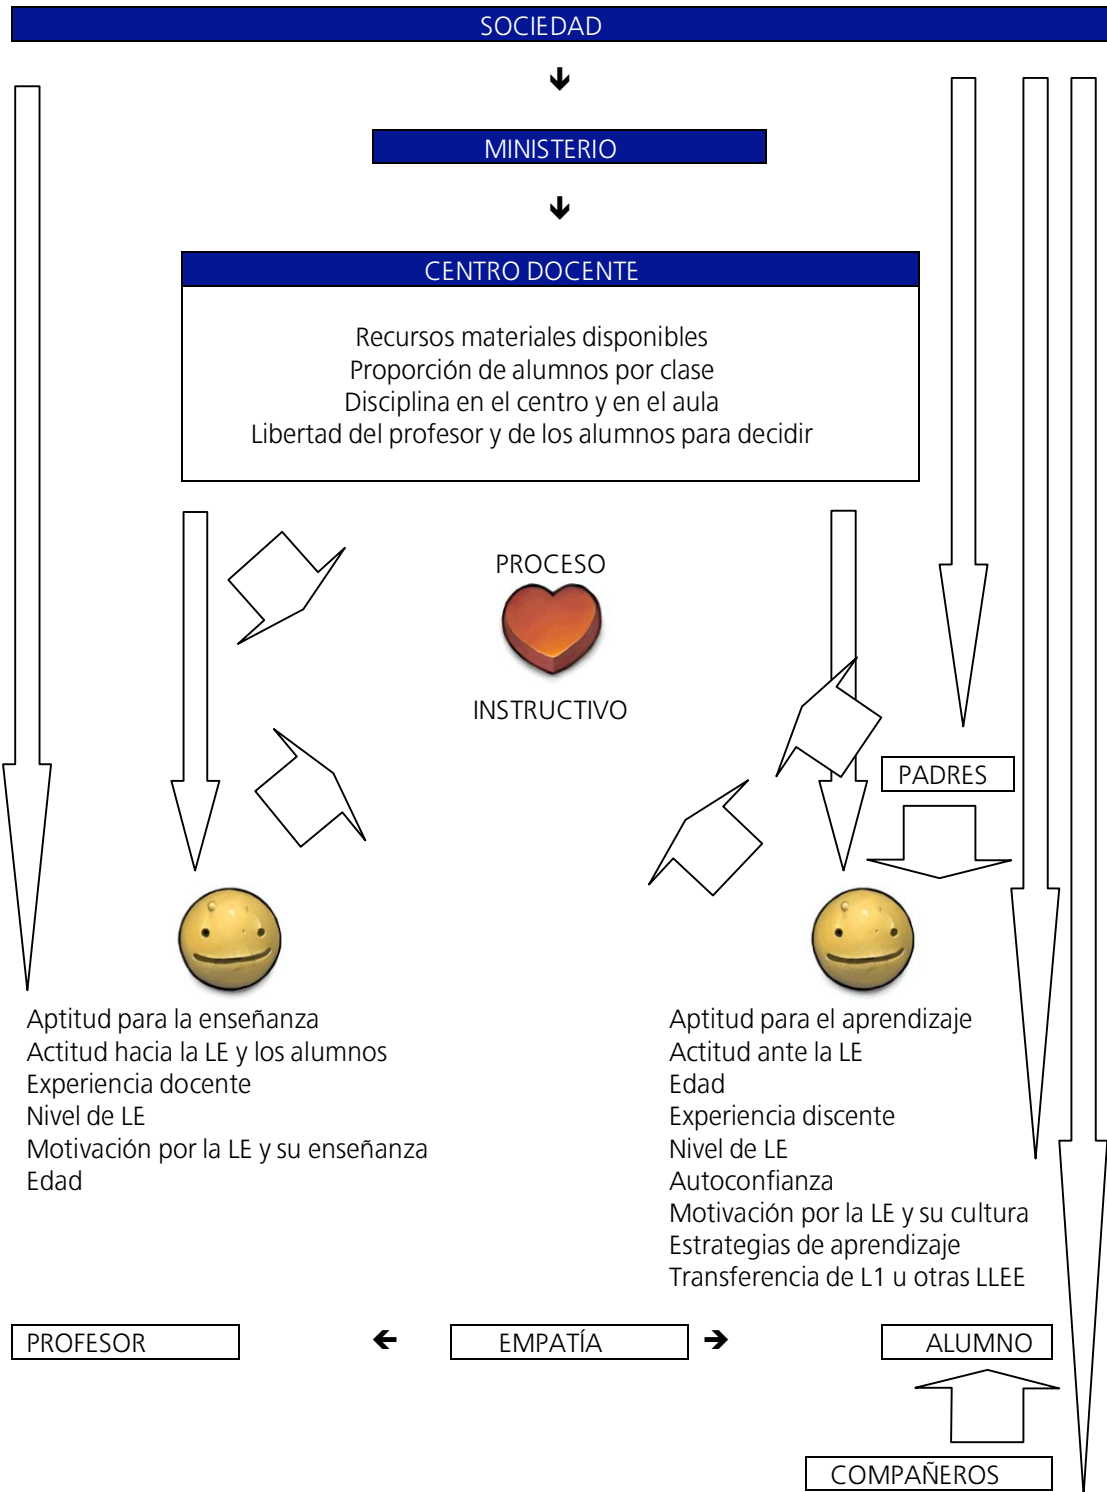 SOCIEDAD
MINISTERIO
CENTRO DOCENTE
Recursos materiales disponibles
Proporción de alumnos por clase
Disciplina en el centro y en el aula
Libertad del profesor y de los alumnos para decidir
PROCESO
INSTRUCTIVO
PADRES
Aptitud para la enseñanza
Actitud hacia la LE y los alumnos
Experiencia docente
Nivel de LE
Motivación por la LE y su enseñanza
Edad
Aptitud para el aprendizaje
Actitud ante la LE
Edad
Experiencia discente
Nivel de LE
Autoconfianza
Motivación por la LE y su cultura
Estrategias de aprendizaje
Transferencia de L1 u otras LLEE
PROFESOR
EMPATÍA
ALUMNO
COMPAÑEROS